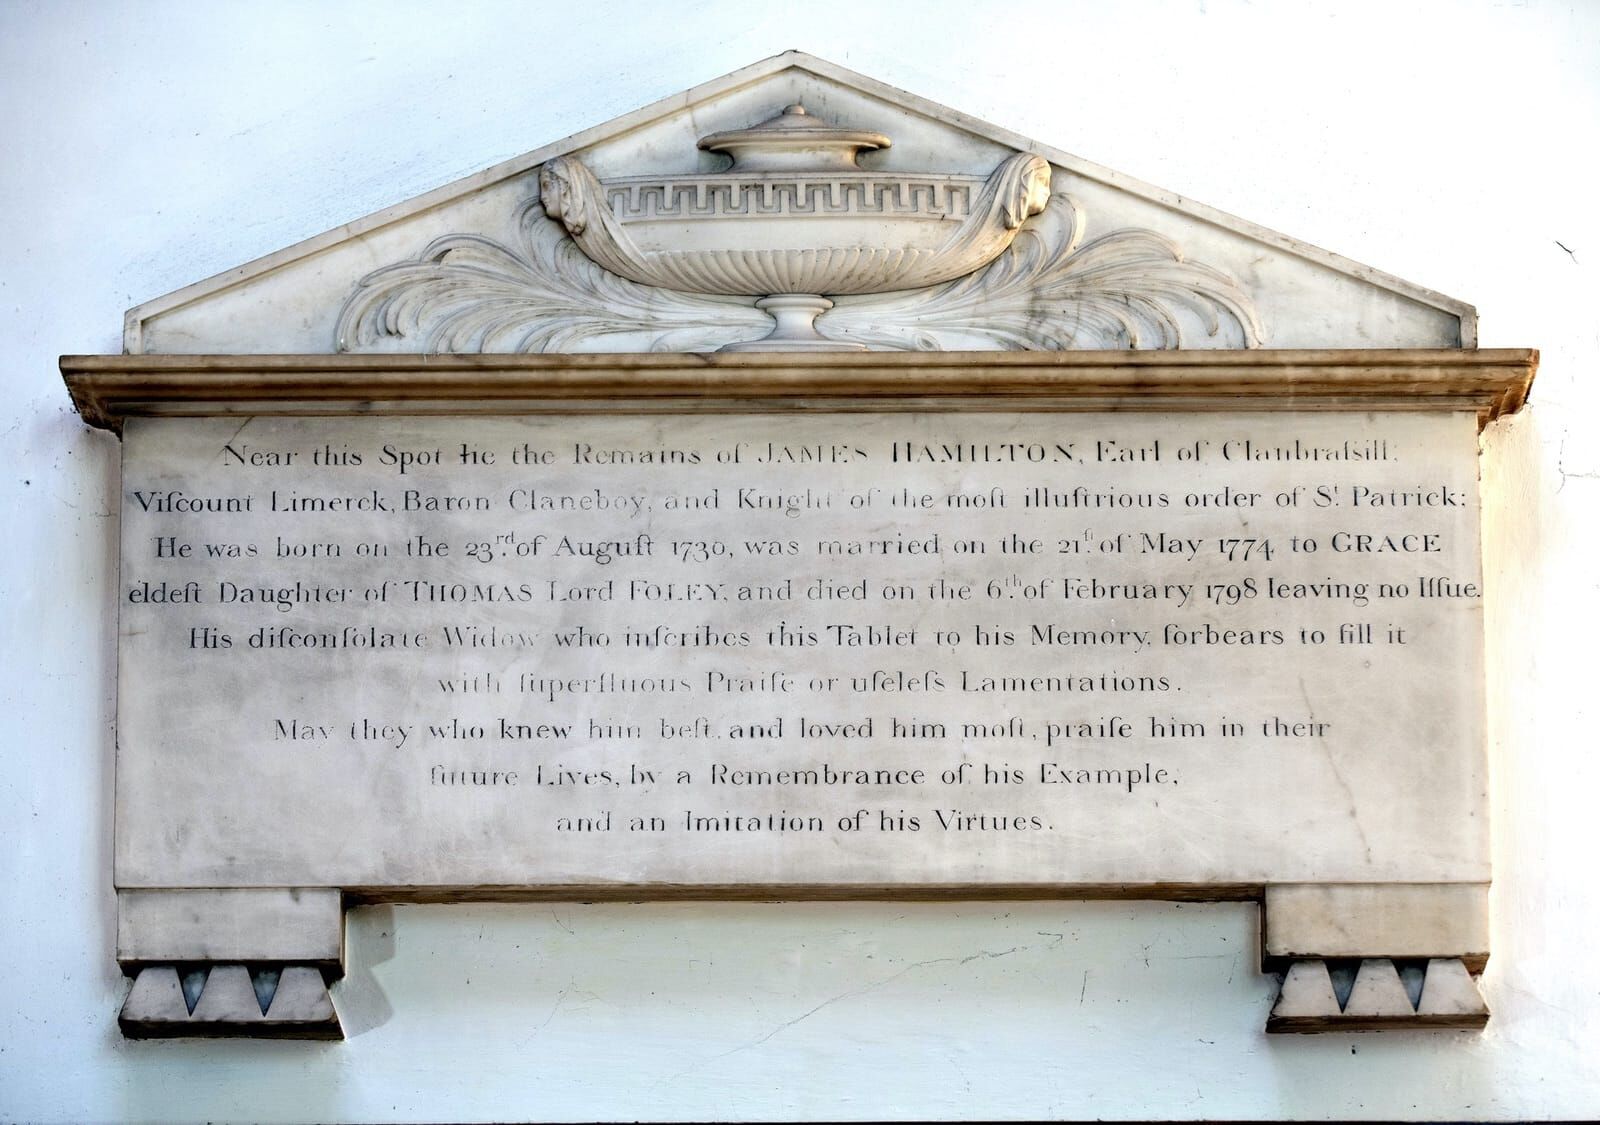 Near this Spot lie the Remains of JAMES HAMILTON, Earl of Clanbraſsill;
Viſcount Limerck, Baron Claneboy, and Knight of the moſt illuſtrious order of St. Patrick:
He was born on the 23rd. of Auguſt 1730, was married on the 21st. of May 1774 to GRACE
eldeſt Daughter of THOMAS Lord FOLEY, and died on the 6th. of February 1798 leaving no Iſſue.
His diſconſolate Widow who inſcribes this Tablet to his Memory, forbears to fill it
with ſuperfluous Praiſe or uſeleſs Lamentations.
May they who knew him beſt, and loved him moſt, praiſe him in their
future Lives, by a Remembrance of his Example,
and an Imitation of his Virtues.